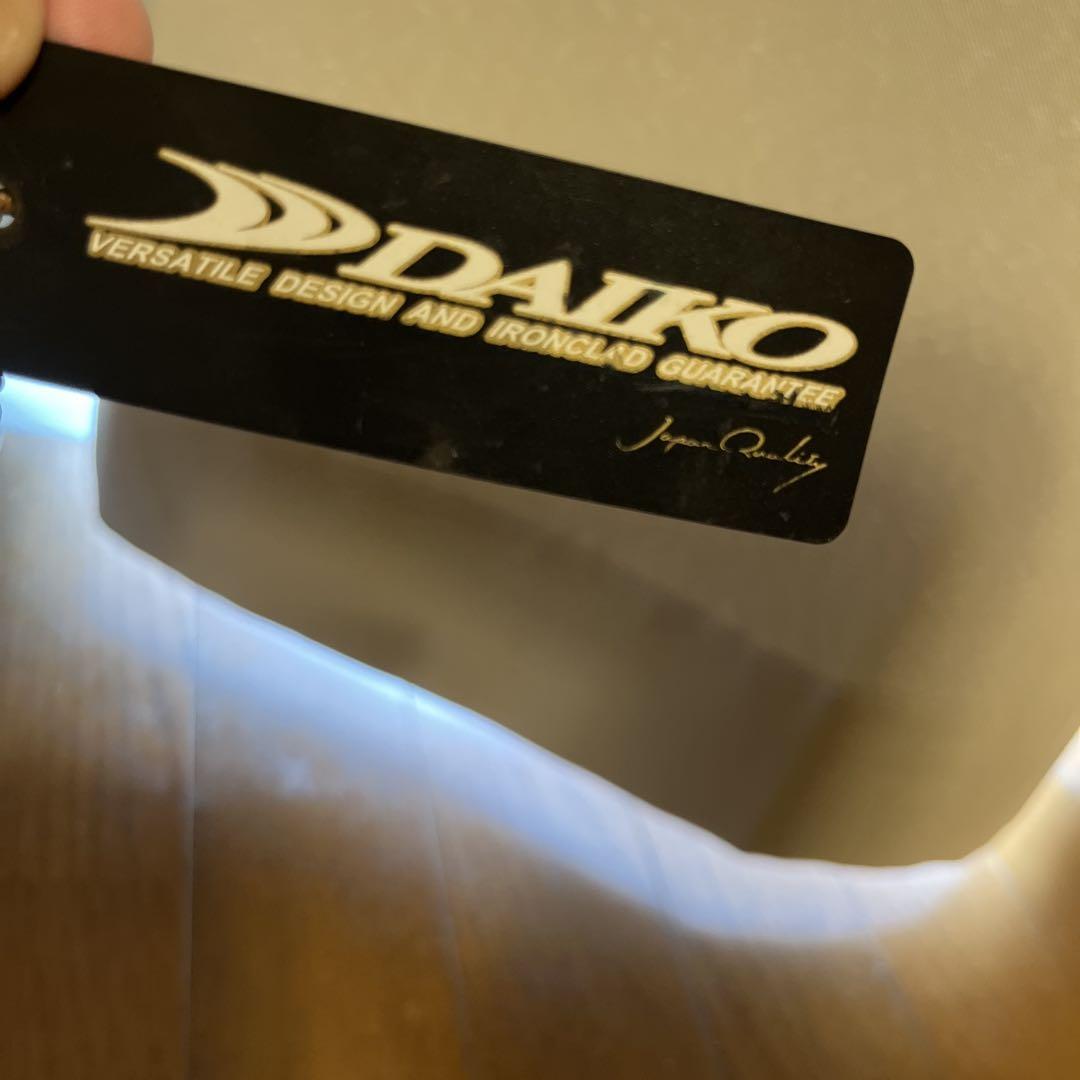 DAIKO
VERSATILE DESIGN AND IRONCLAD GUARANTEE
Japan Quality